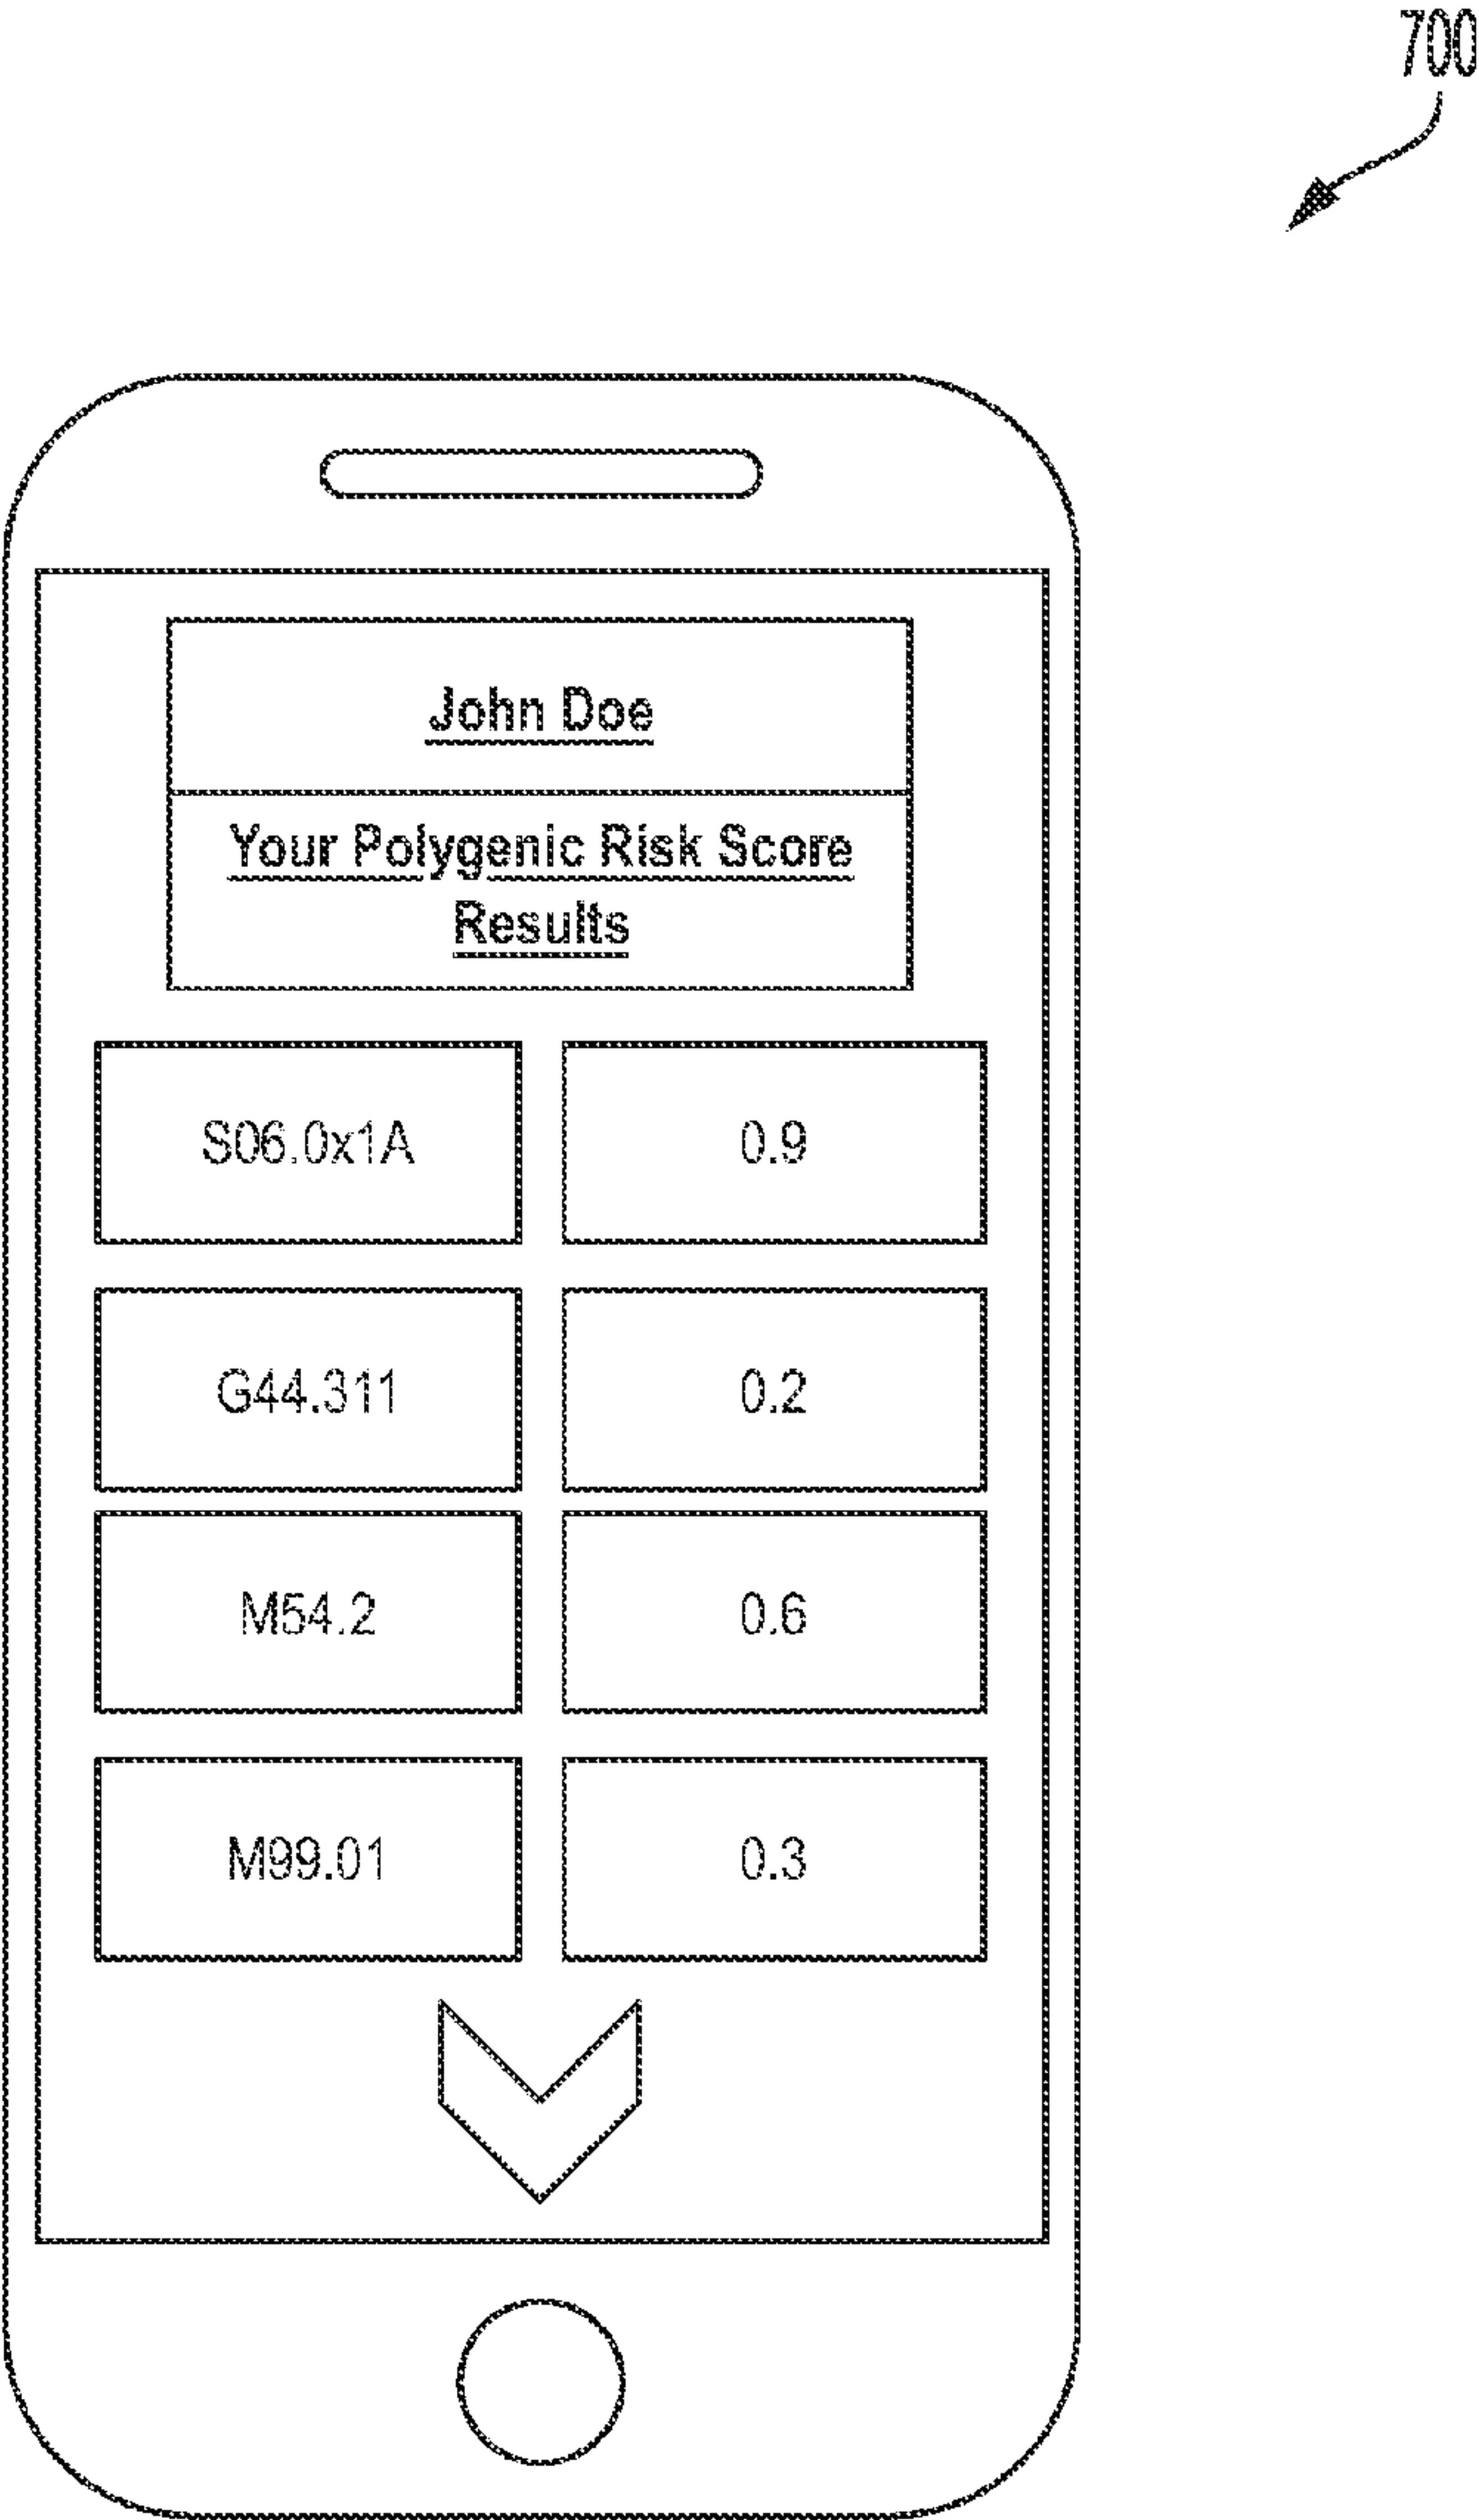 700
John Doe
Your Polygenic Risk Score
Results
S06.0x1A 0.9
G44.311 0.2
M54.2 0.6
M99.01 0.3